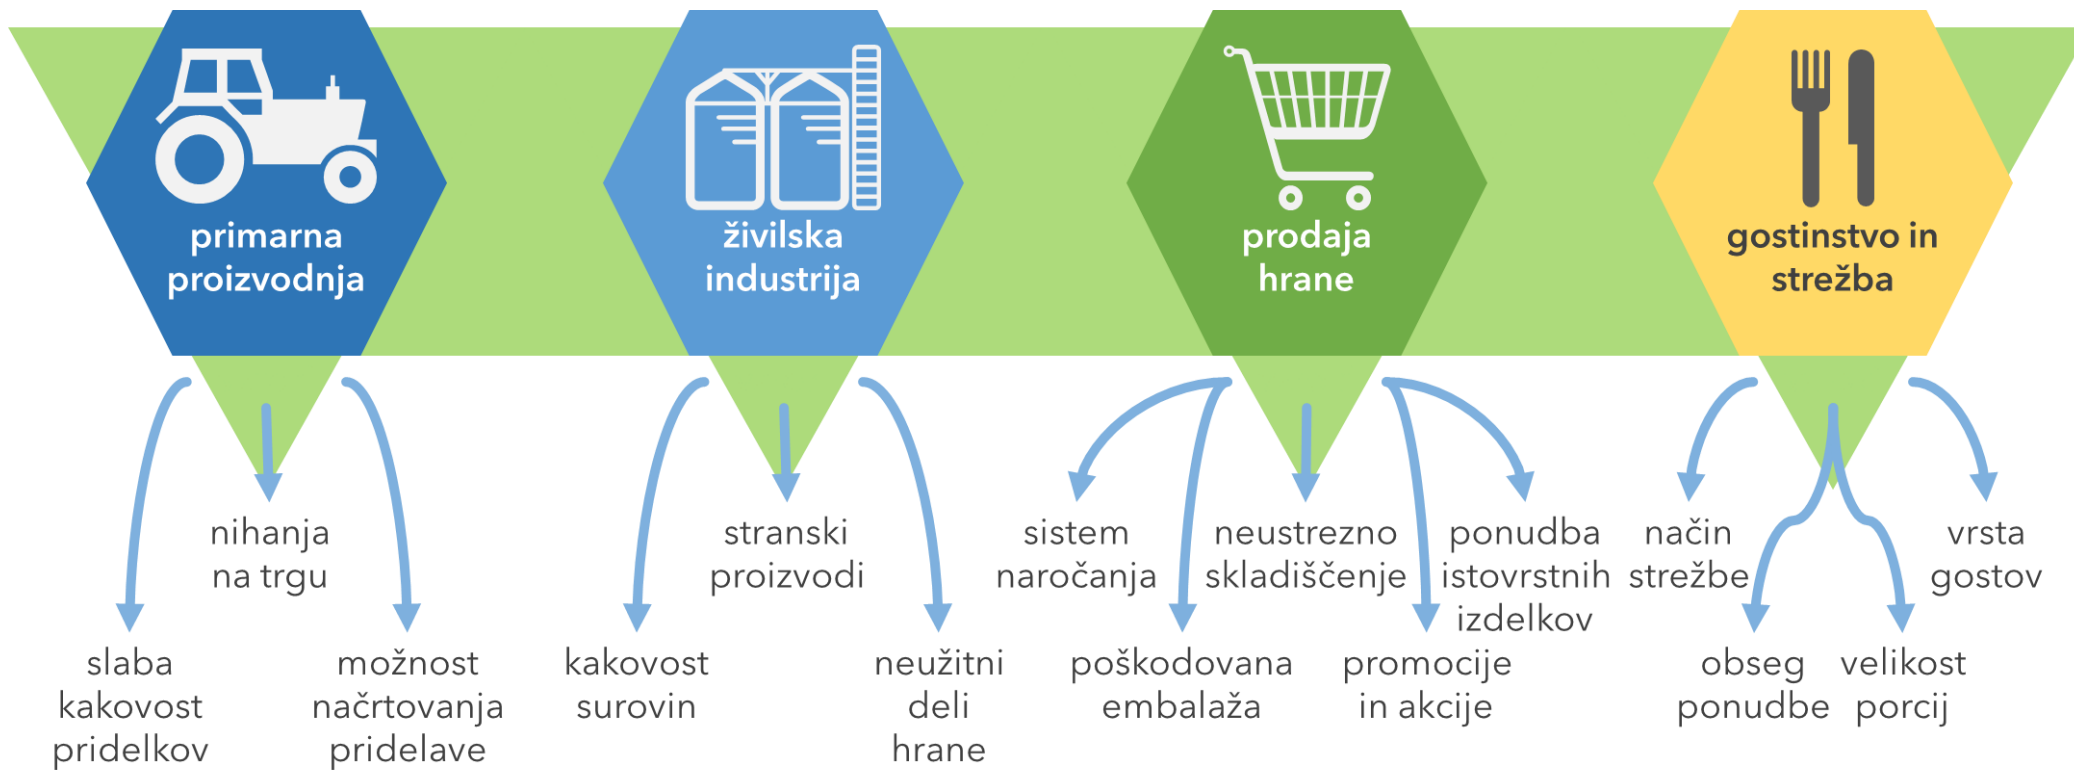 primarna
proizvodnja
živilska
industrija
prodaja
hrane
gostinstvo in
strežba
slaba
kakovost
pridelkov
nihanja
na trgu
možnost
načrtovanja
pridelave
kakovost
surovin
stranski
proizvodi
neužitni
deli
hrane
sistem
naročanja
poškodovana
embalaža
neustrezno
skladiščenje
promocije
in akcije
ponudba
istovrstnih
izdelkov
način
strežbe
obseg
ponudbe
velikost
porcij
vrsta
gostov